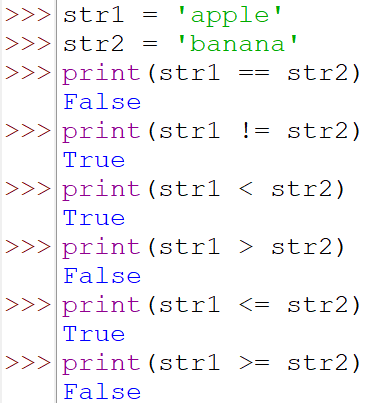 >>> str1 = 'apple'
>>> str2 = 'banana'
>>> print(str1 == str2)
False
>>> print(str1 != str2)
True
>>> print(str1 < str2)
True
>>> print(str1 > str2)
False
>>> print(str1 <= str2)
True
>>> print(str1 >= str2)
False